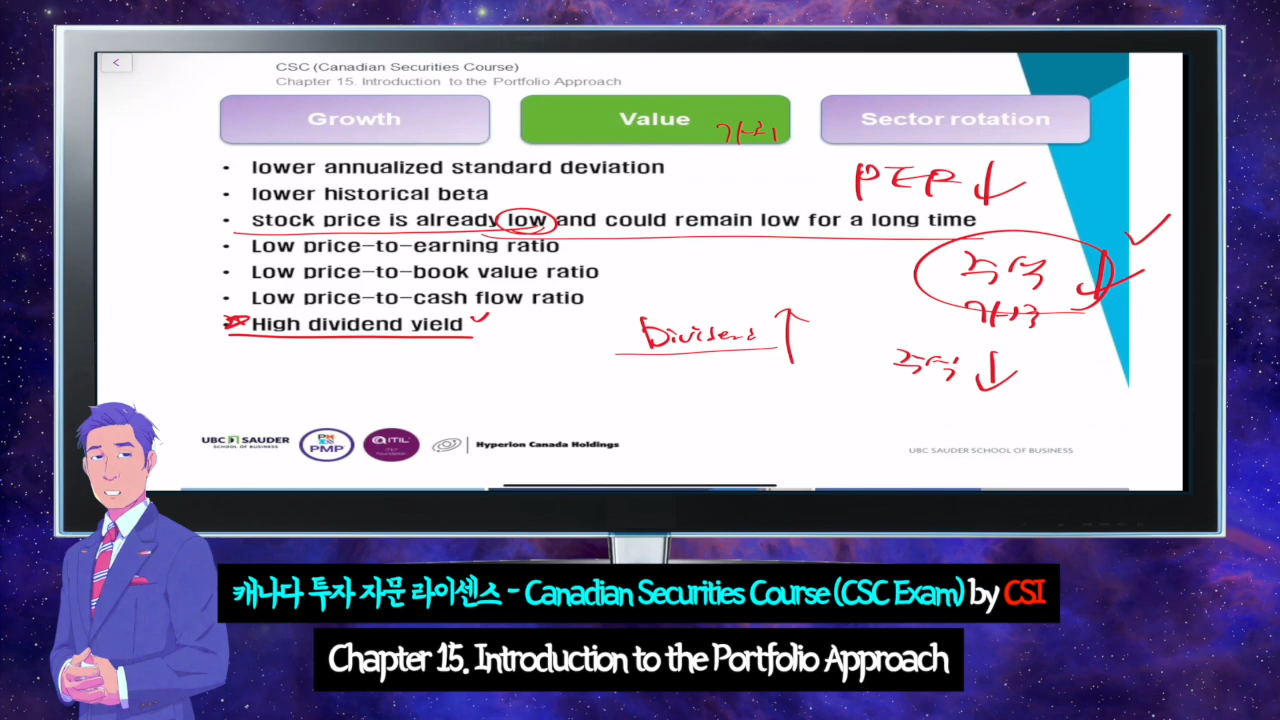 <
CSC (Canadian Securities Course)
Chapter 15. Introduction to the Portfolio Approach
Growth
Value
가치
Sector rotation
• lower annualized standard deviation
• lower historical beta
• stock price is already low and could remain low for a long time
• Low price-to-earning ratio
• Low price-to-book value ratio
• Low price-to-cash flow ratio
• High dividend yield
PER ↓
주식 ↓
가격
Dividend ↑
주식 ↓
UBC SAUDER
SCHOOL OF BUSINESS
PMP
ITIL
Foundation
Hyperion Canada Holdings
UBC SAUDER SCHOOL OF BUSINESS
캐나다 투자 자문 라이센스 - Canadian Securities Course (CSC Exam) by CSI
Chapter 15. Introduction to the Portfolio Approach